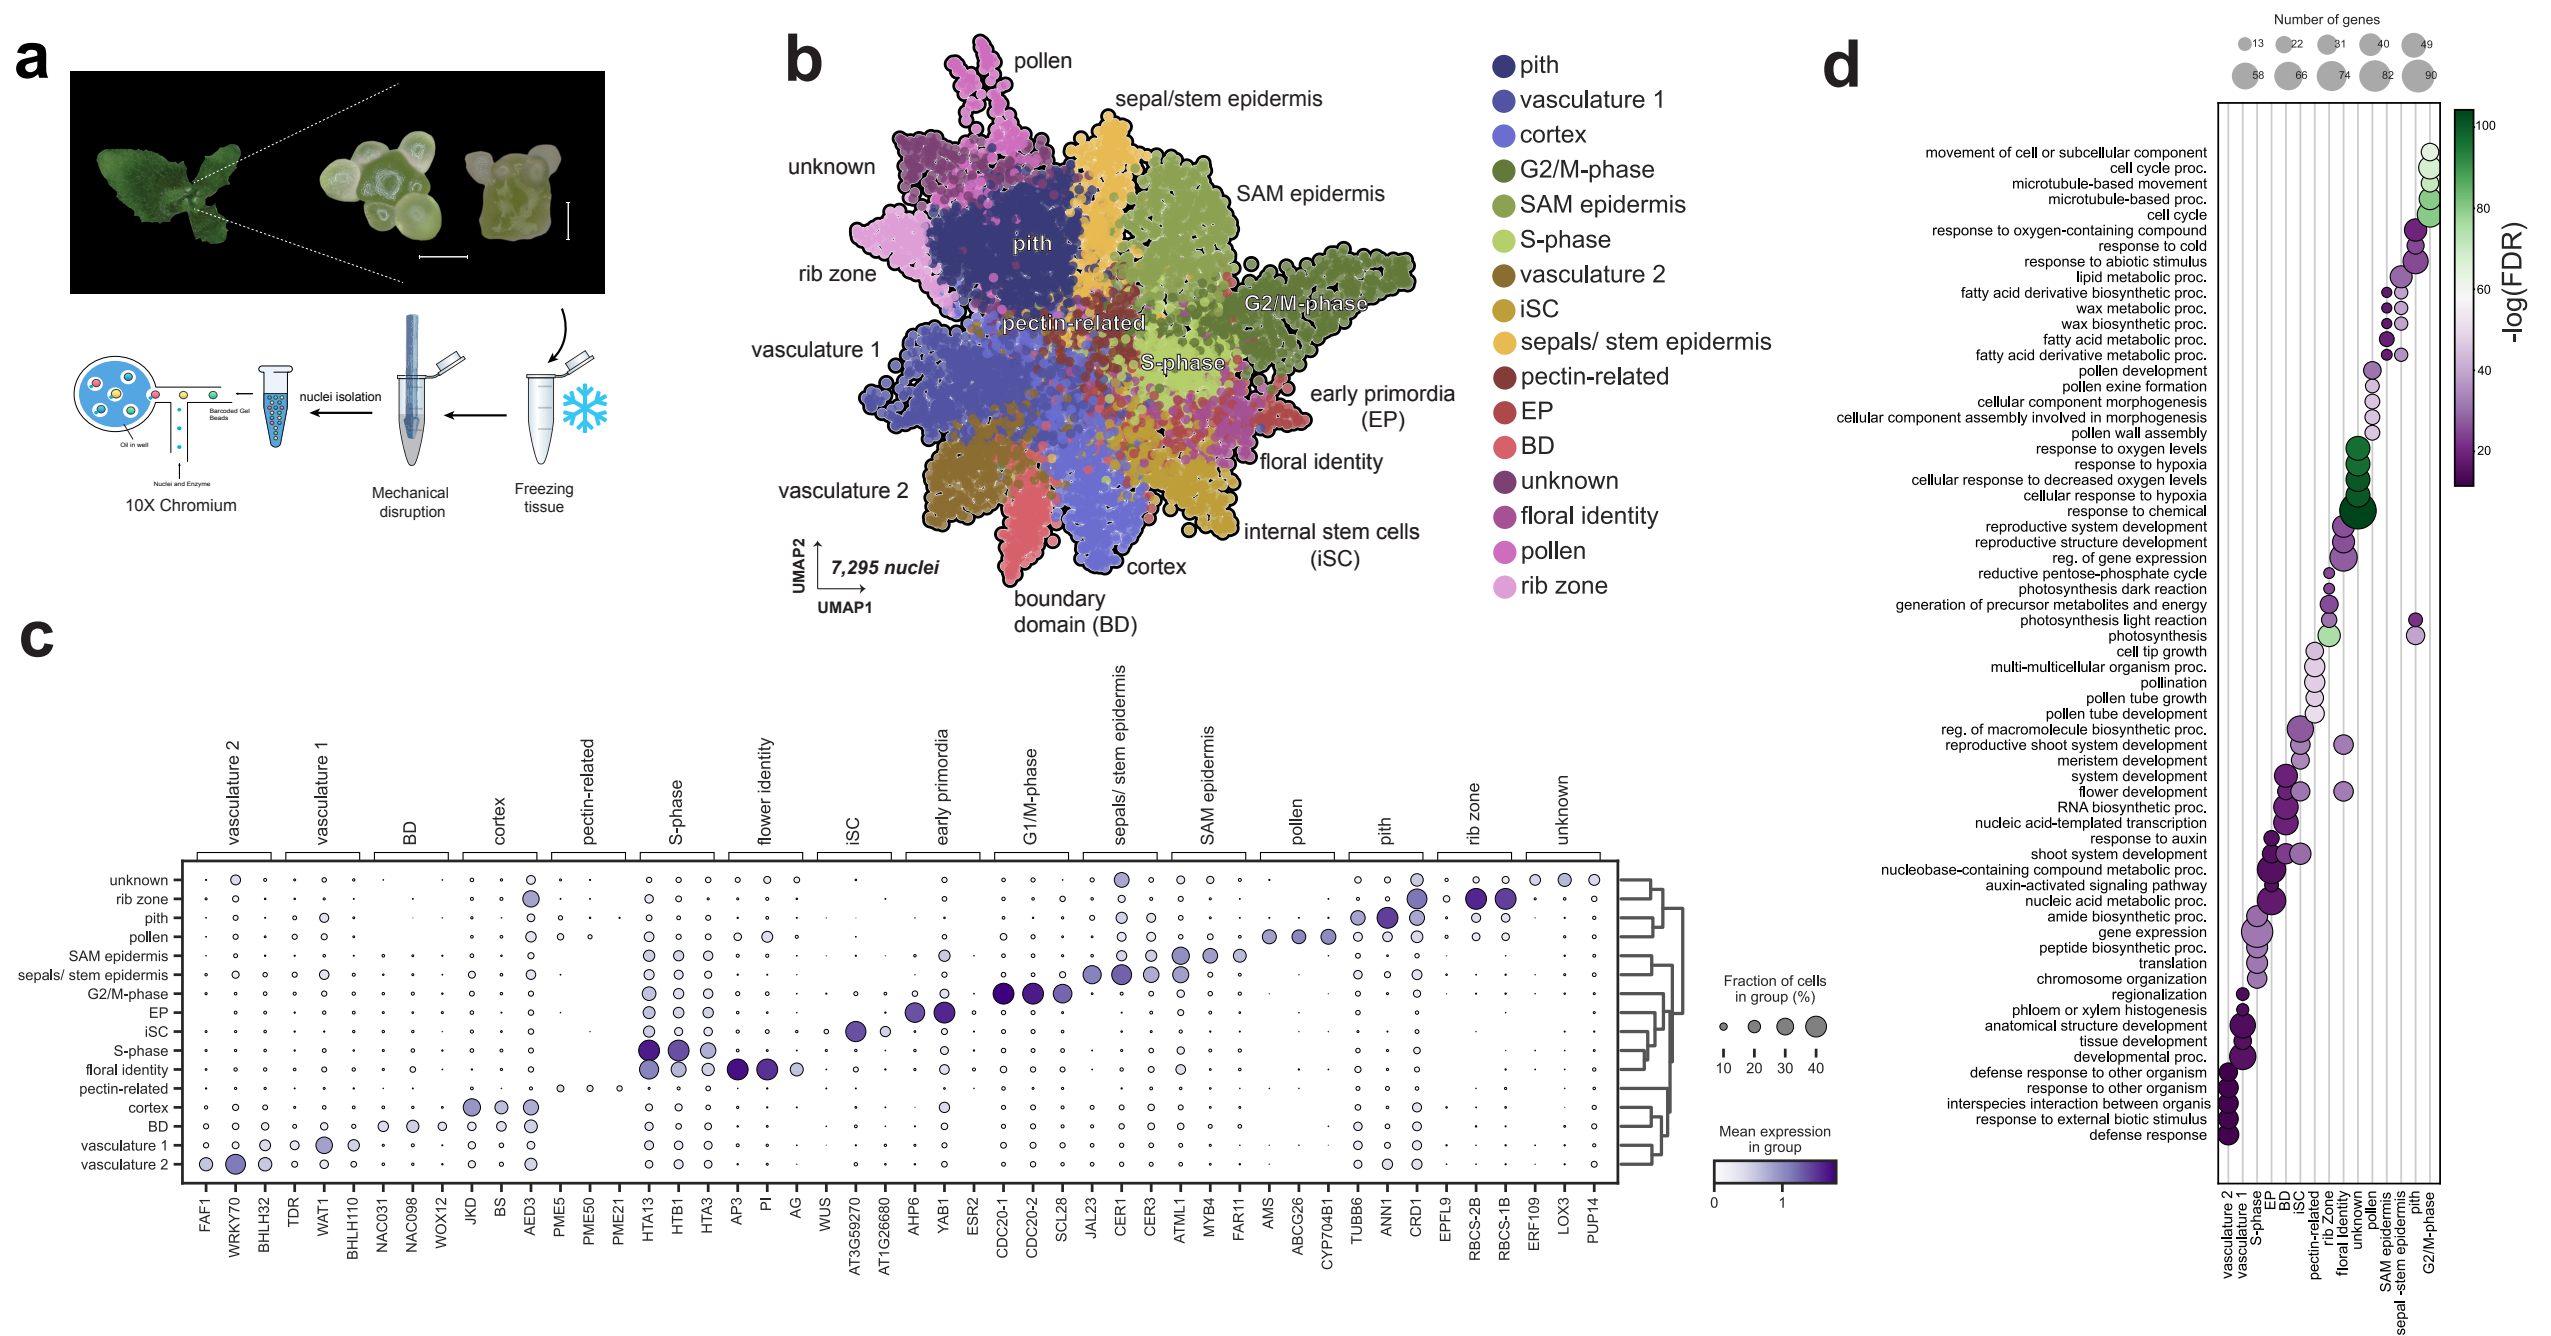 a
Barcoded Gel
Beads
Oil in well
Nuclei and Enzyme
10X Chromium
nuclei isolation
Mechanical
disruption
Freezing
tissue
b
pollen
sepal/stem epidermis
unknown
SAM epidermis
pith
rib zone
G2/M-phase
pectin-related
vasculature 1
S-phase
early primordia
(EP)
floral identity
vasculature 2
internal stem cells
(iSC)
cortex
boundary
domain (BD)
UMAP2
7,295 nuclei
UMAP1
pith
vasculature 1
cortex
G2/M-phase
SAM epidermis
S-phase
vasculature 2
iSC
sepals/ stem epidermis
pectin-related
EP
BD
unknown
floral identity
pollen
rib zone
c
vasculature 2
vasculature 1
BD
cortex
pectin-related
S-phase
flower identity
iSC
early primordia
G1/M-phase
sepals/ stem epidermis
SAM epidermis
pollen
pith
rib zone
unknown
unknown
rib zone
pith
pollen
SAM epidermis
sepals/ stem epidermis
G2/M-phase
EP
iSC
S-phase
floral identity
pectin-related
cortex
BD
vasculature 1
vasculature 2
FAF1
WRKY70
BHLH32
TDR
WAT1
BHLH110
NAC031
NAC098
WOX12
JKD
BS
AED3
PME5
PME50
PME21
HTA13
HTB1
HTA3
AP3
PI
AG
WUS
AT3G59270
AT1G26680
AHP6
YAB1
ESR2
CDC20-1
CDC20-2
SCL28
JAL23
CER1
CER3
ATML1
MYB4
FAR11
AMS
ABCG26
CYP704B1
TUBB6
ANN1
CRD1
EPFL9
RBCS-2B
RBCS-1B
ERF109
LOX3
PUP14
Fraction of cells
in group (%)
10 20 30 40
Mean expression
in group
0 1
d
Number of genes
13 22 31 40 49
58 66 74 82 90
movement of cell or subcellular component
cell cycle proc.
microtubule-based movement
microtubule-based proc.
cell cycle
response to oxygen-containing compound
response to cold
response to abiotic stimulus
lipid metabolic proc.
fatty acid derivative biosynthetic proc.
wax metabolic proc.
wax biosynthetic proc.
fatty acid metabolic proc.
fatty acid derivative metabolic proc.
pollen development
pollen exine formation
cellular component morphogenesis
cellular component assembly involved in morphogenesis
pollen wall assembly
response to oxygen levels
response to hypoxia
cellular response to decreased oxygen levels
cellular response to hypoxia
response to chemical
reproductive system development
reproductive structure development
reg. of gene expression
reductive pentose-phosphate cycle
photosynthesis dark reaction
generation of precursor metabolites and energy
photosynthesis light reaction
photosynthesis
cell tip growth
multi-multicellular organism proc.
pollination
pollen tube growth
pollen tube development
reg. of macromolecule biosynthetic proc.
reproductive shoot system development
meristem development
system development
flower development
RNA biosynthetic proc.
nucleic acid-templated transcription
response to auxin
shoot system development
nucleobase-containing compound metabolic proc.
auxin-activated signaling pathway
nucleic acid metabolic proc.
amide biosynthetic proc.
gene expression
peptide biosynthetic proc.
translation
chromosome organization
regionalization
phloem or xylem histogenesis
anatomical structure development
tissue development
developmental proc.
defense response to other organism
response to other organism
interspecies interaction between organis
response to external biotic stimulus
defense response
vasculature 2
vasculature 1
S-phase
EP
BD
iSC
pectin-related
rib Zone
floral Identity
unknown
pollen
SAM epidermis
sepal -stem epidermis
pith
G2/M-phase
100
80
60
40
20
-log(FDR)